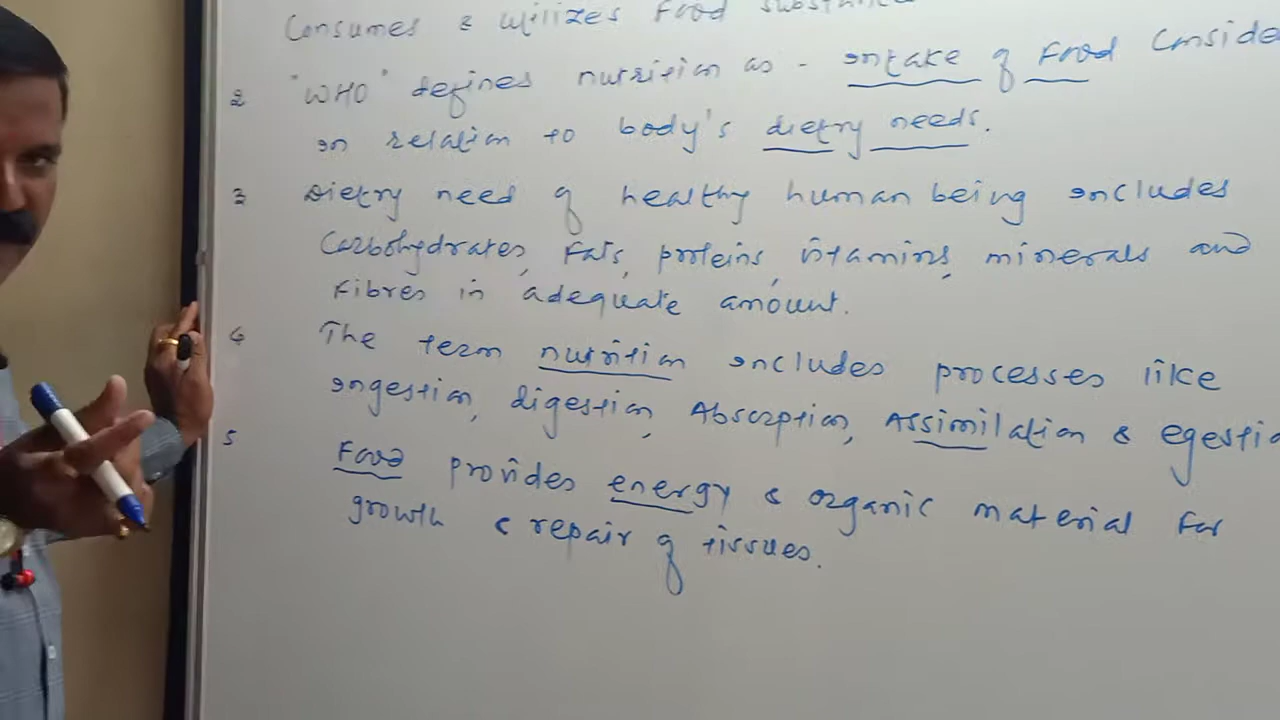 Consumes & utilizes Food
2 "WHO" defines nutrition as - intake of Food Conside
in relation to body's dietry needs.
3 Dietry need of healthy human being includes
Carbohydrates, Fats, proteins, vitamins, minerals and
Fibres in adequate amount.
4 The term nutrition includes processes like
ingestion, digestion, Absorption, Assimilation & egestio
5 Food provides energy & organic material For
growth & repair of tissues.